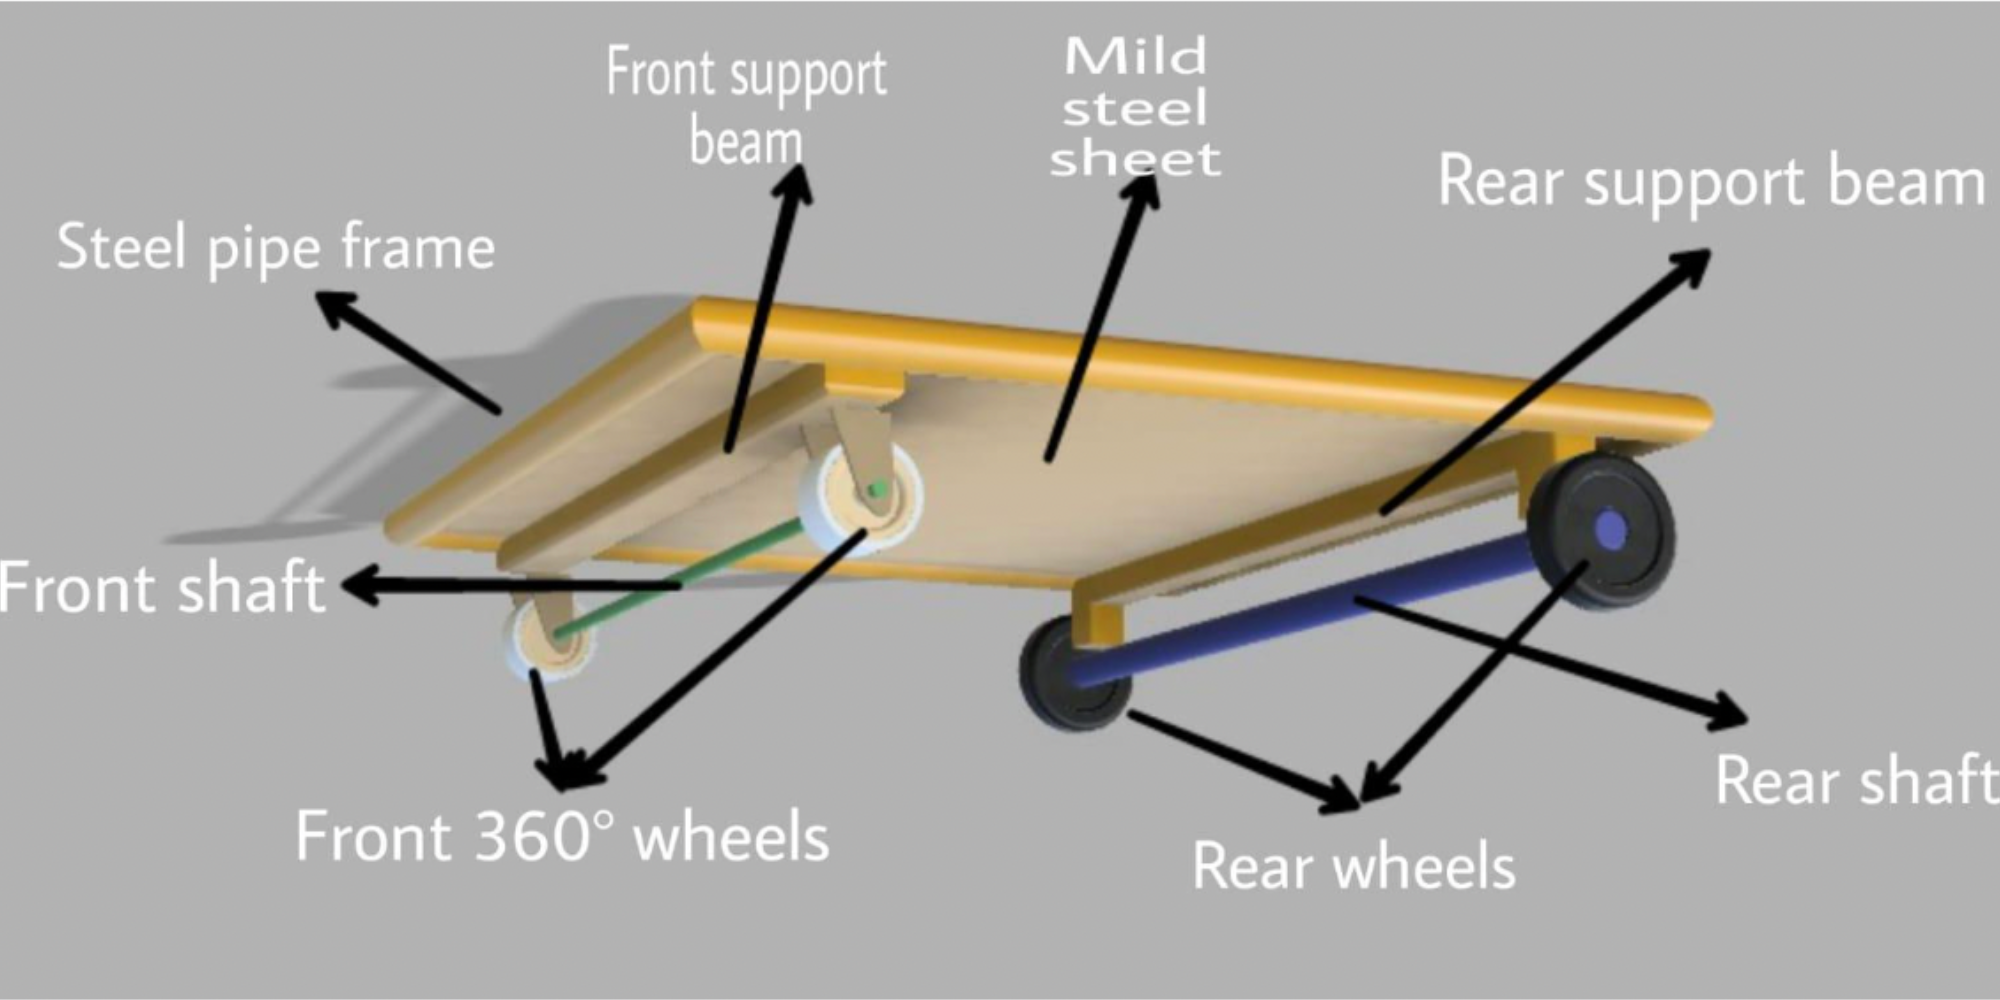 Front support
beam
Mild
steel
sheet
Rear support beam
Steel pipe frame
Front shaft
Front 360° wheels
Rear shaft
Rear wheels